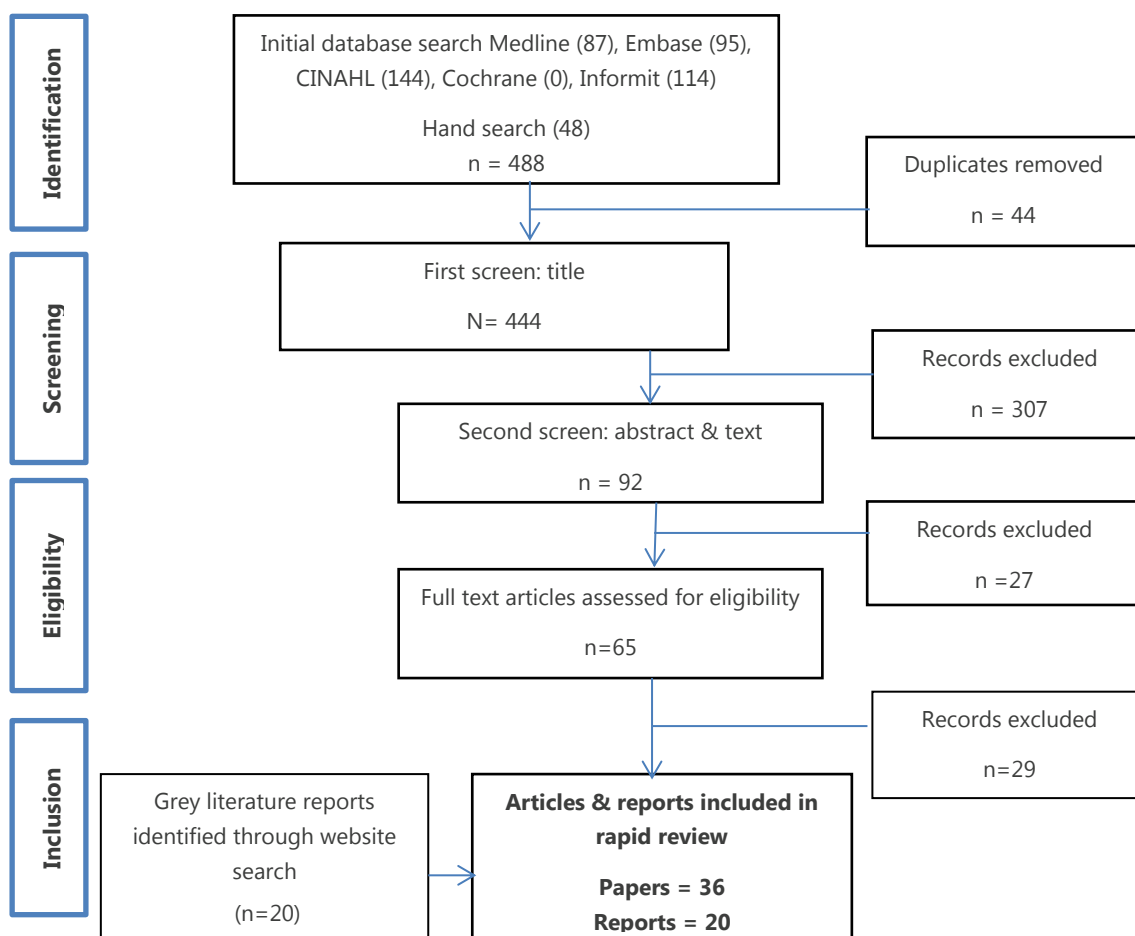 Identification
Initial database search Medline (87), Embase (95),
CINAHL (144), Cochrane (0), Informit (114)
Hand search (48)
n = 488
Duplicates removed
n = 44
Screening
First screen: title
N= 444
Records excluded
n = 307
Second screen: abstract & text
n = 92
Eligibility
Records excluded
n =27
Full text articles assessed for eligibility
n=65
Records excluded
n=29
Inclusion
Grey literature reports
identified through website
search
(n=20)
Articles & reports included in
rapid review
Papers = 36
Reports = 20